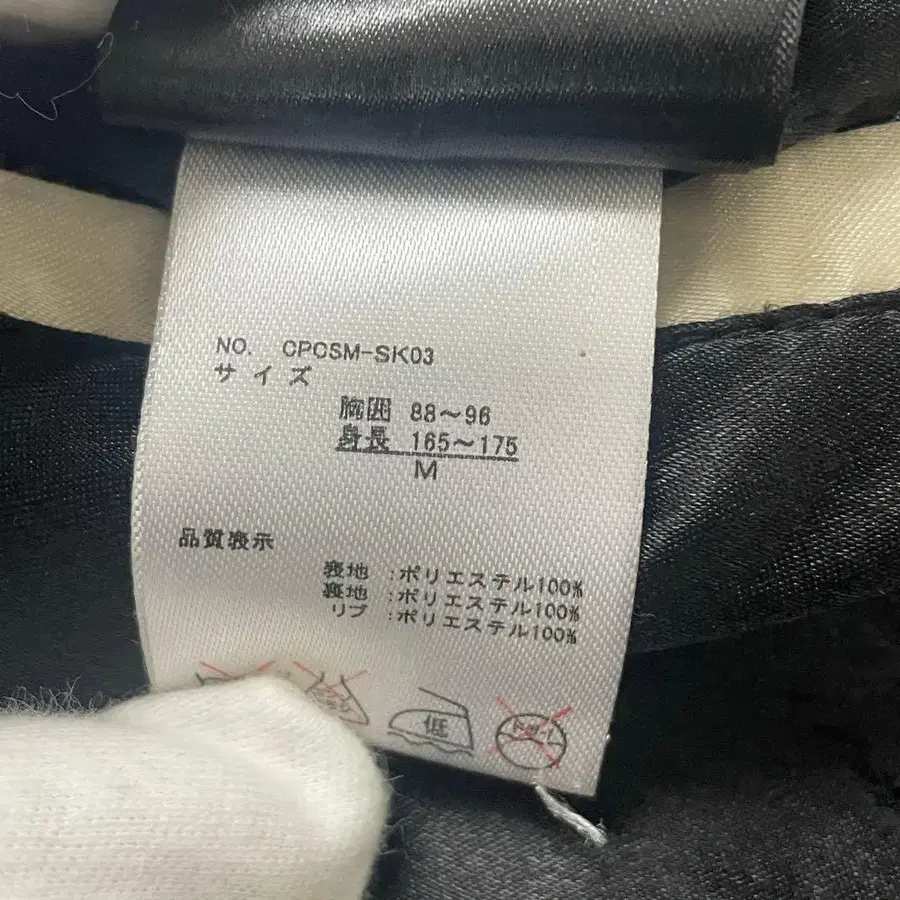 NO. CPCSM-SK03
サイズ
胸囲 88～96
身長 165～175
M
品質表示
表地 :ポリエステル100%
裏地 :ポリエステル100%
リブ :ポリエステル100%
低